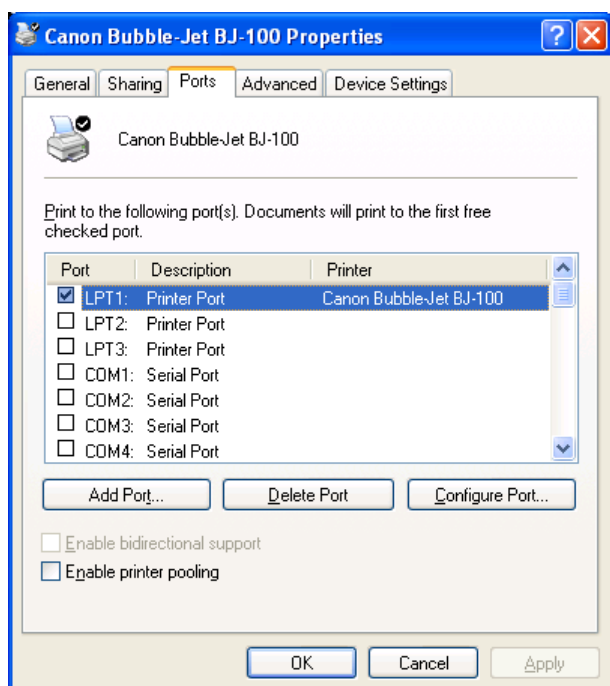 Canon Bubble-Jet BJ-100 Properties
General Sharing Ports Advanced Device Settings
Canon Bubble-Jet BJ-100
Print to the following port(s). Documents will print to the first free
checked port.
Port Description Printer
LPT1: Printer Port Canon Bubble-Jet BJ-100
LPT2: Printer Port
LPT3: Printer Port
COM1: Serial Port
COM2: Serial Port
COM3: Serial Port
COM4: Serial Port
Add Port... Delete Port Configure Port...
Enable bidirectional support
Enable printer pooling
OK Cancel Apply